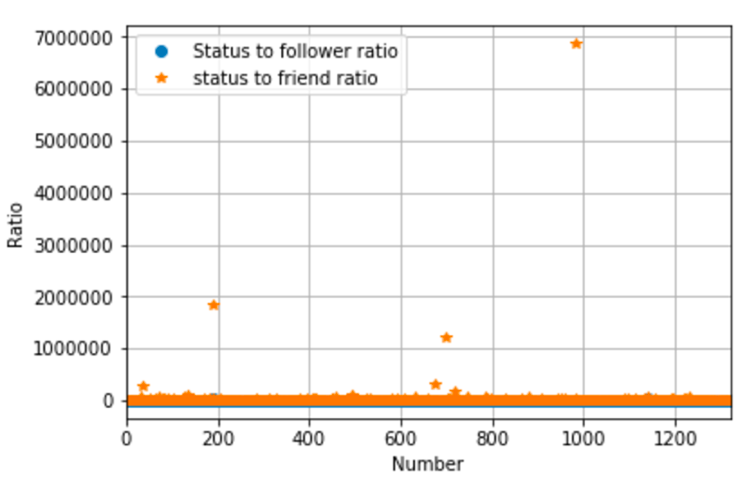 Status to follower ratio
status to friend ratio
7000000
6000000
5000000
4000000
3000000
2000000
1000000
0
Ratio
0 200 400 600 800 1000 1200
Number